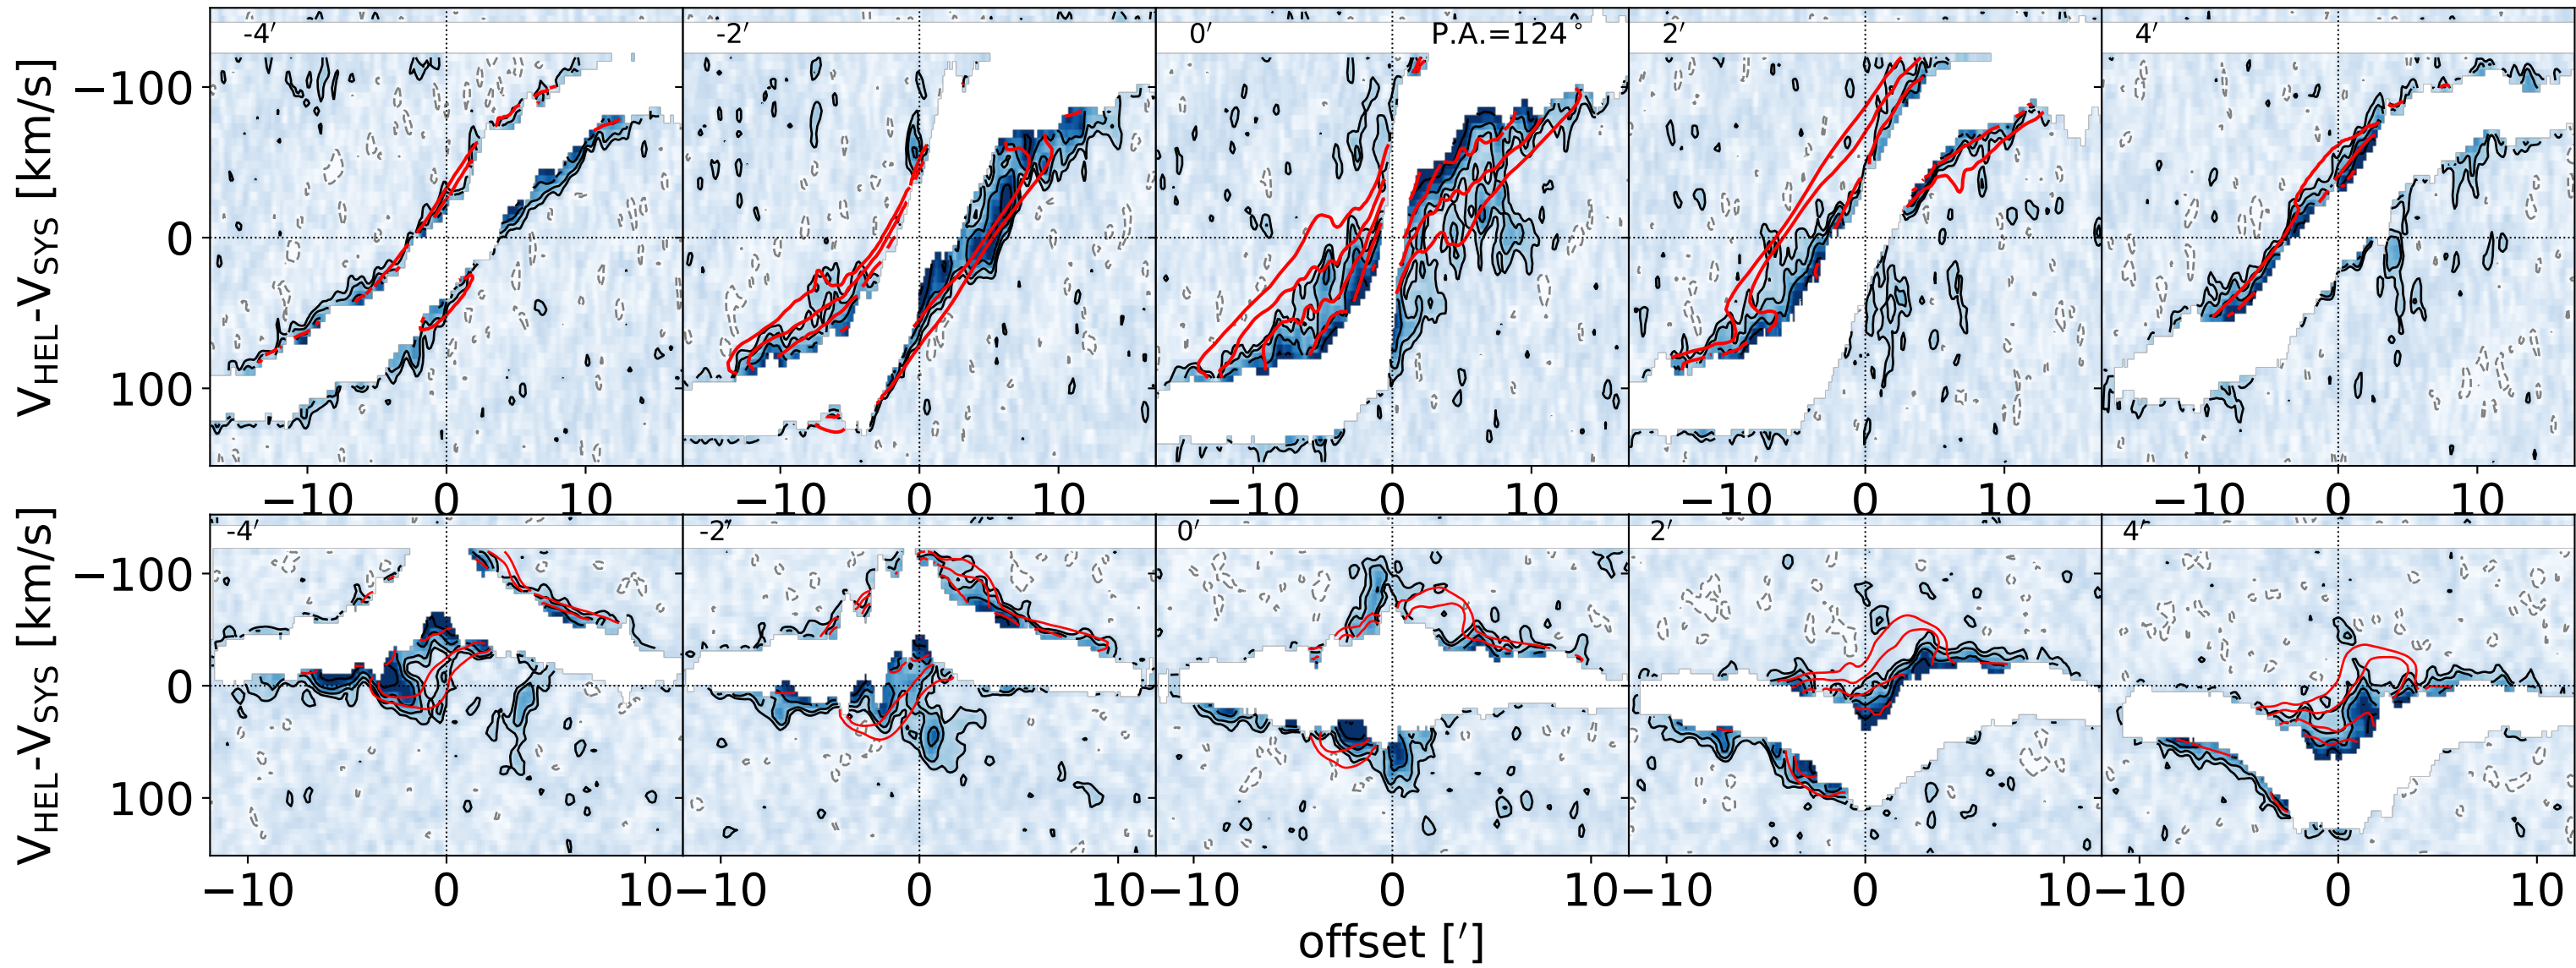 -4′ -2′ 0′ P.A.=124° 2′ 4′
−100
0
100
V_HEL-V_SYS [km/s]
−10 0 10 −10 0 10 −10 0 10 −10 0 10 −10 0 10
-4′ -2′ 0′ 2′ 4′
−100
0
100
V_HEL-V_SYS [km/s]
−10 0 10 −10 0 10 −10 0 10 −10 0 10 −10 0 10
offset [′]